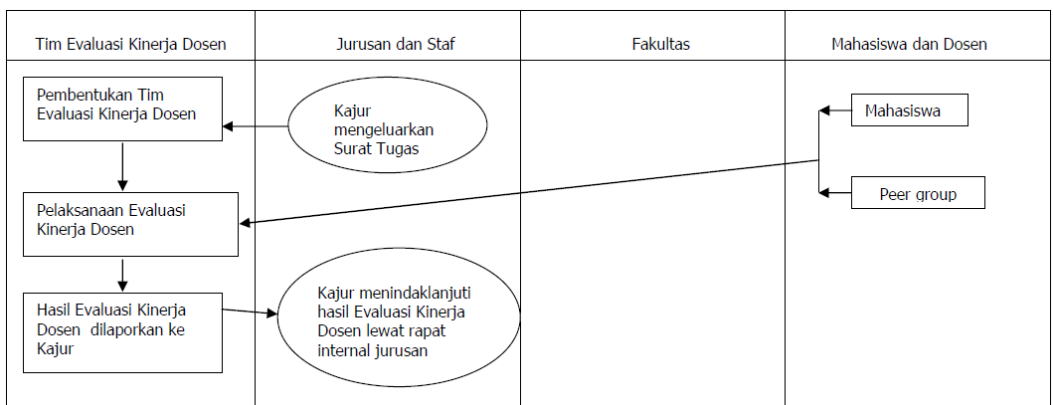 Tim Evaluasi Kinerja Dosen
Jurusan dan Staf
Fakultas
Mahasiswa dan Dosen
Pembentukan Tim
Evaluasi Kinerja Dosen
Kajur
mengeluarkan
Surat Tugas
Mahasiswa
Peer group
Pelaksanaan Evaluasi
Kinerja Dosen
Hasil Evaluasi Kinerja
Dosen dilaporkan ke
Kajur
Kajur menindaklanjuti
hasil Evaluasi Kinerja
Dosen lewat rapat
internal jurusan